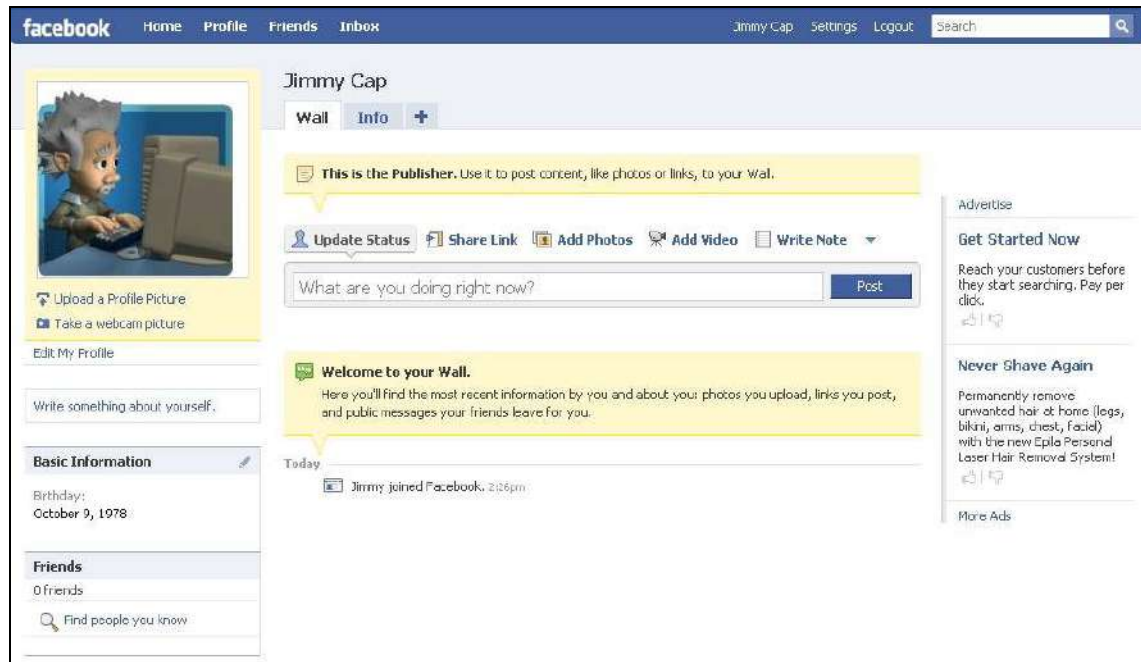 facebook Home Profile Friends Inbox Jimmy Cap Settings Logout Search
Jimmy Cap
Wall Info +
This is the Publisher. Use it to post content, like photos or links, to your Wall.
Update Status Share Link Add Photos Add Video Write Note
What are you doing right now? Post
Upload a Profile Picture
Take a webcam picture
Edit My Profile
Write something about yourself.
Basic Information
Birthday:
October 9, 1978
Friends
0 friends
Find people you know
Welcome to your Wall.
Here you'll find the most recent information by you and about you: photos you upload, links you post,
and public messages your friends leave for you.
Today
Jimmy joined Facebook. 2:26pm
Advertise
Get Started Now
Reach your customers before
they start searching. Pay per
click.
Never Shave Again
Permanently remove
unwanted hair at home (legs,
bikini, arms, chest, facial)
with the new Epila Personal
Laser Hair Removal System!
More Ads